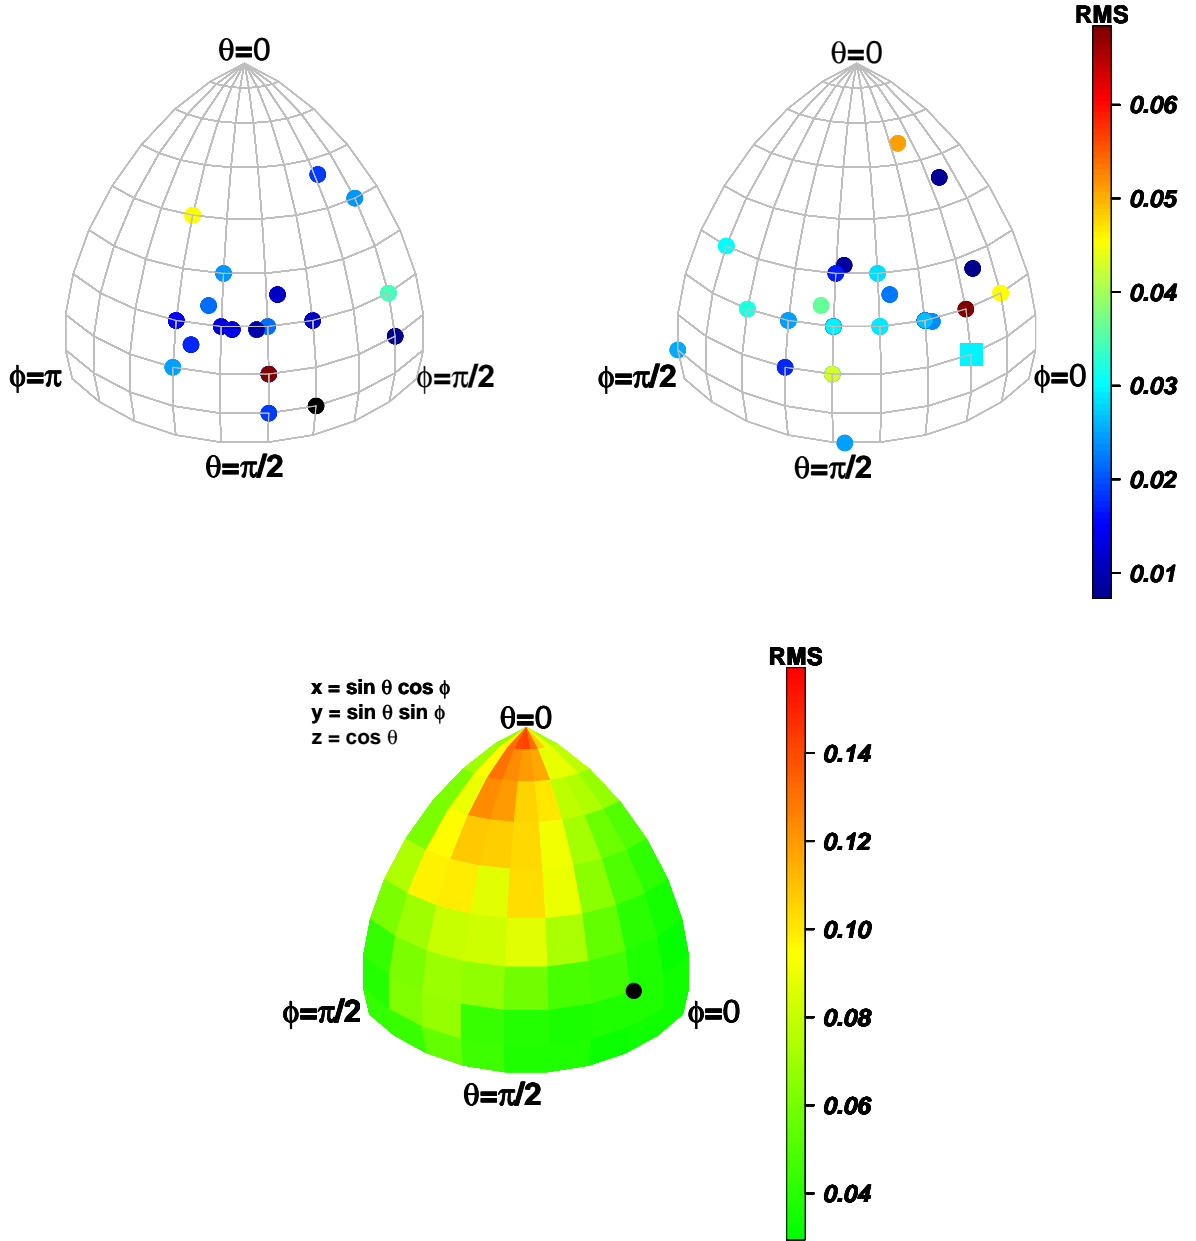 RMS
θ=0
θ=0
0.06
0.05
0.04
0.03
0.02
0.01
ϕ=π
ϕ=π/2
ϕ=π/2
ϕ=0
θ=π/2
θ=π/2
RMS
x = sin θ cos ϕ
y = sin θ sin ϕ
z = cos θ
θ=0
0.14
0.12
0.10
0.08
0.06
0.04
ϕ=π/2
ϕ=0
θ=π/2